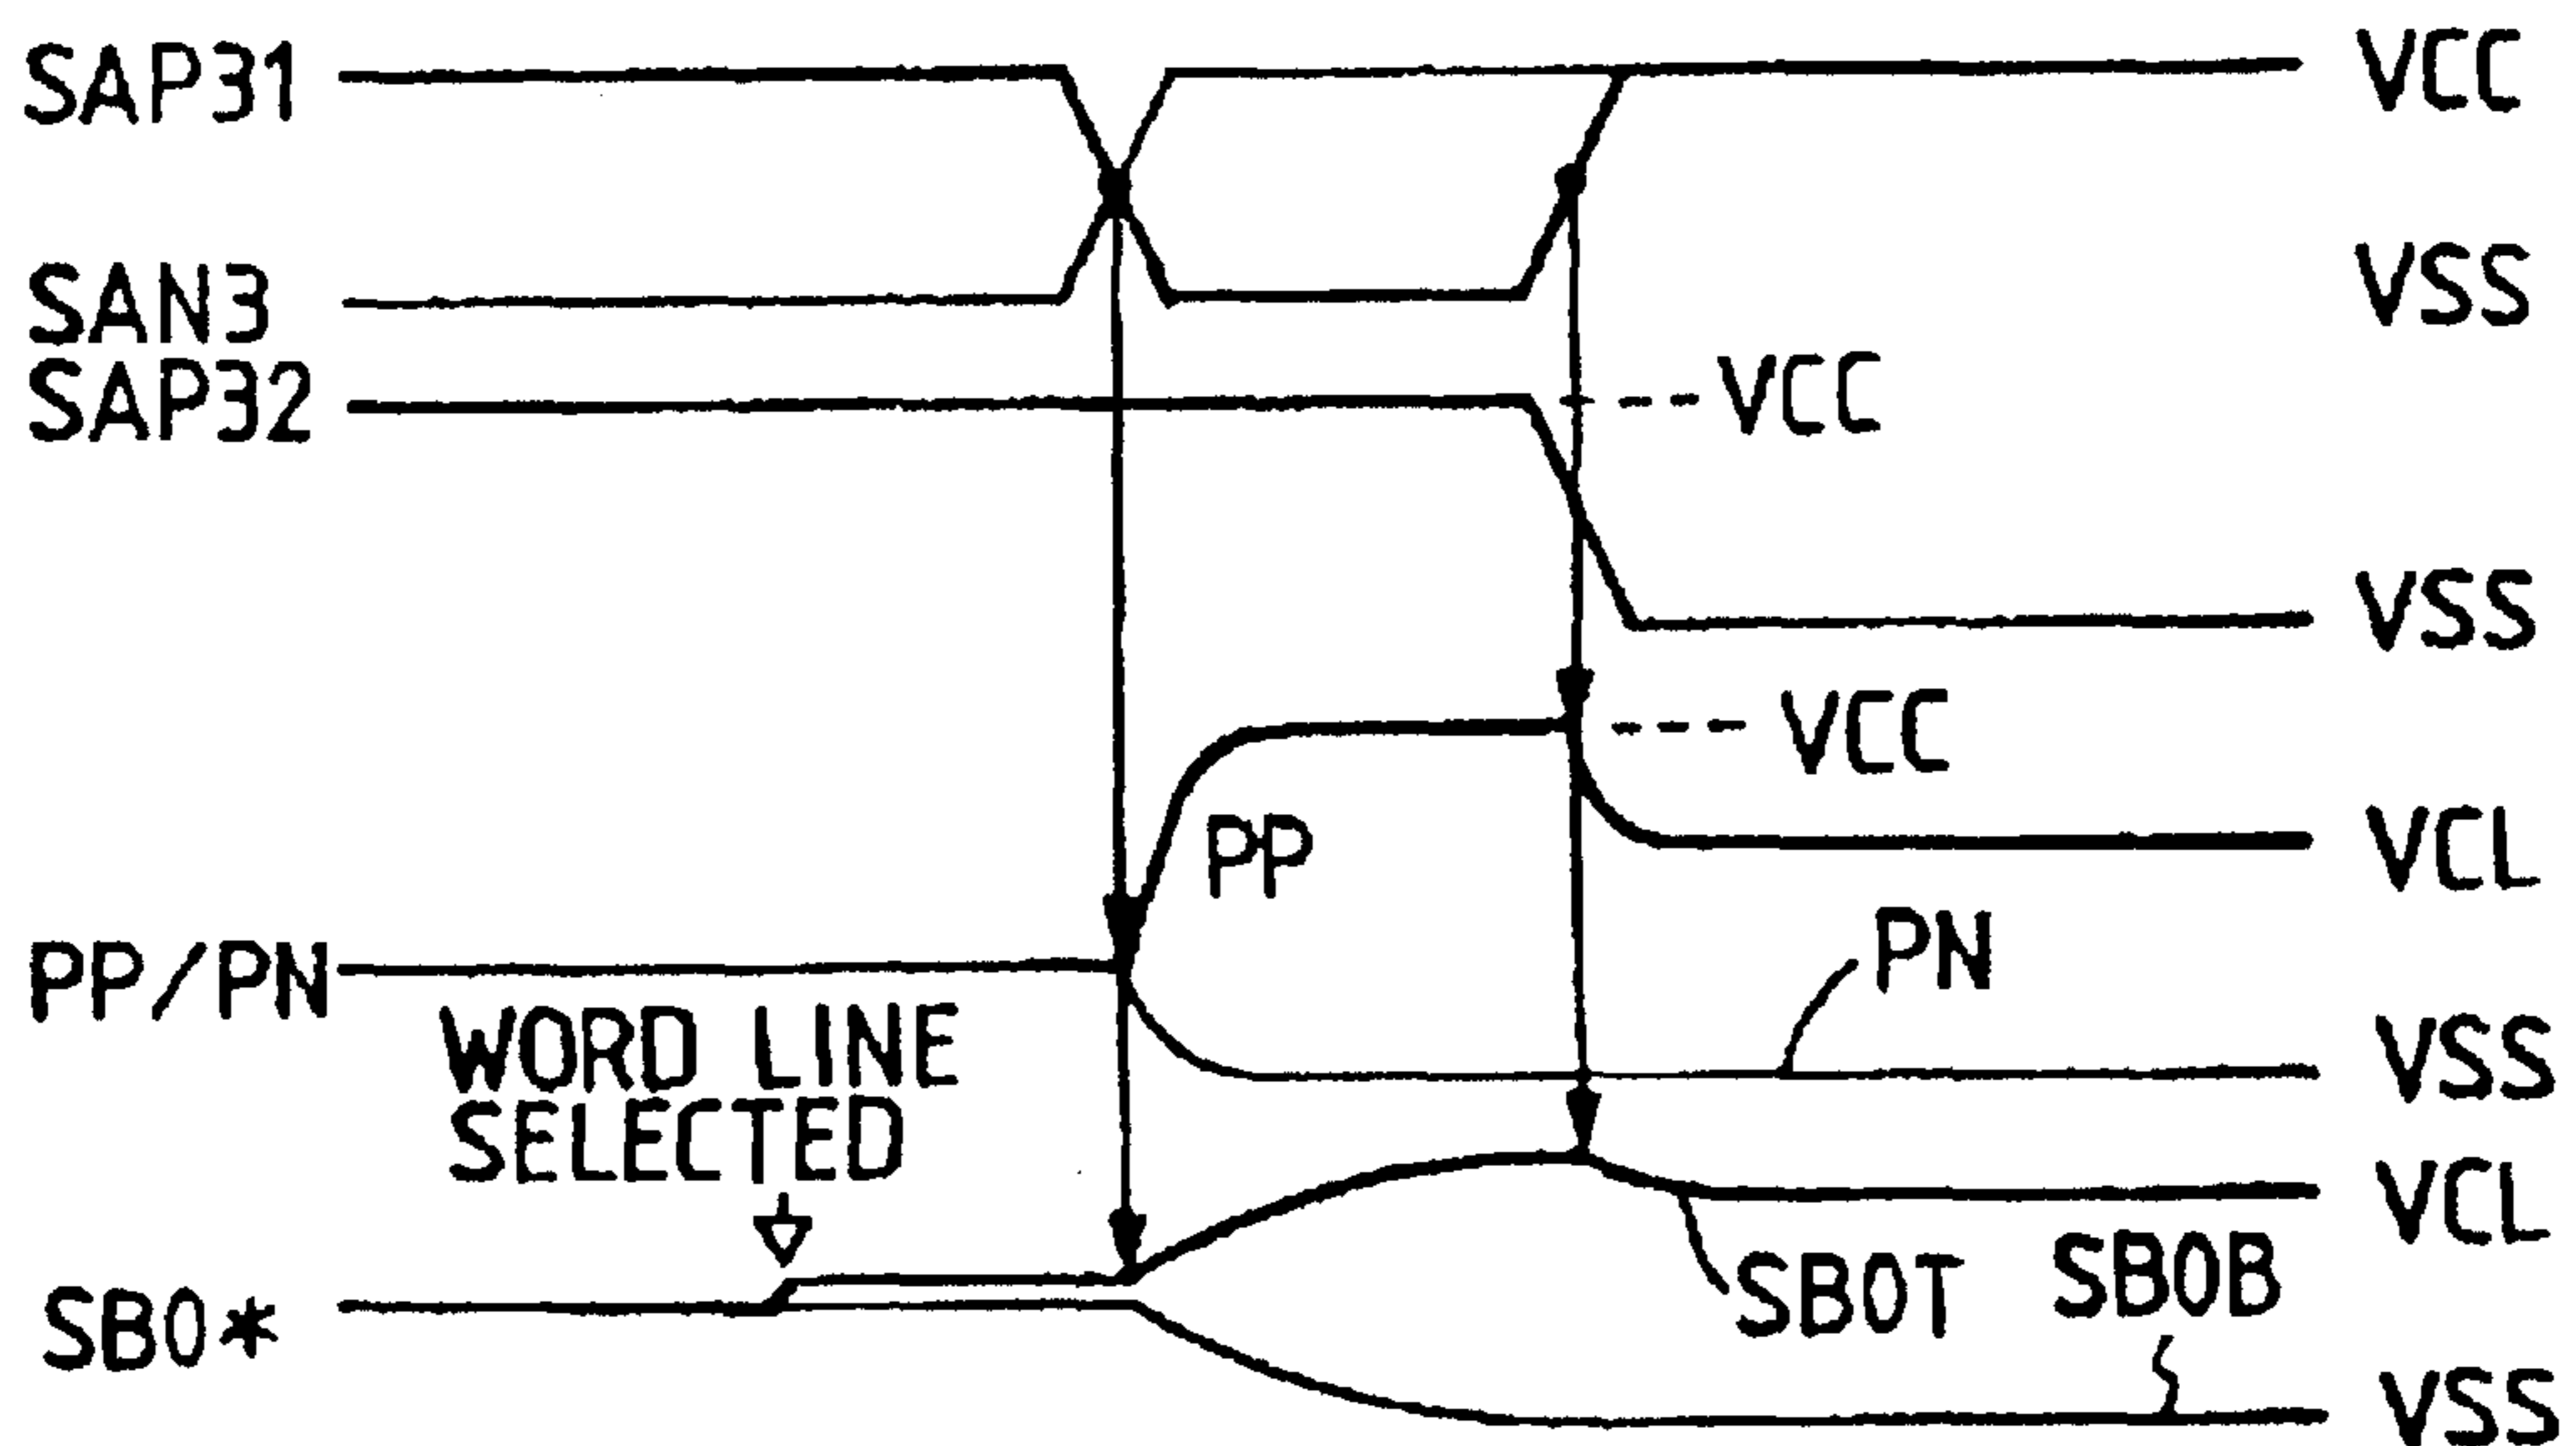 SAP31
VCC
SAN3
VSS
SAP32
VCC
VSS
VCC
PP
VCL
PP/PN
PN
WORD LINE
SELECTED
VSS
VCL
SB0*
SB0T
SB0B
VSS